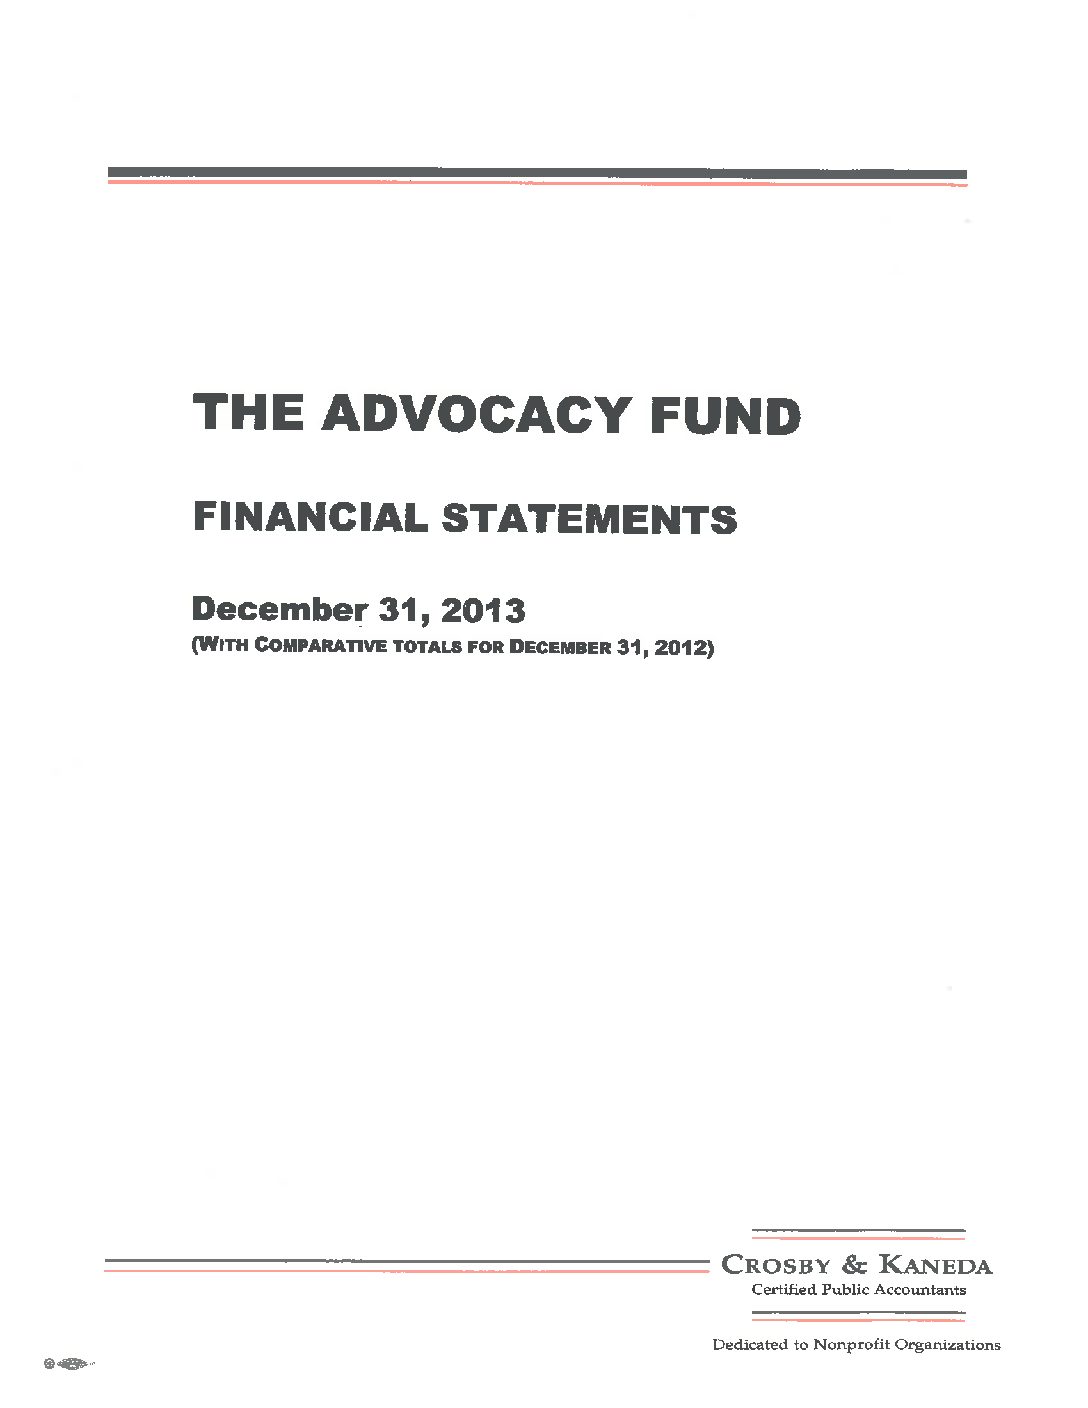 THE ADVOCACY FUND
FINANCIAL STATEMENTS
December 31, 2013
(WITH COMPARATIVE TOTALS FOR DECEMBER 31, 2012)
CROSBY & KANEDA
Certified Public Accountants
Dedicated to Nonprofit Organizations